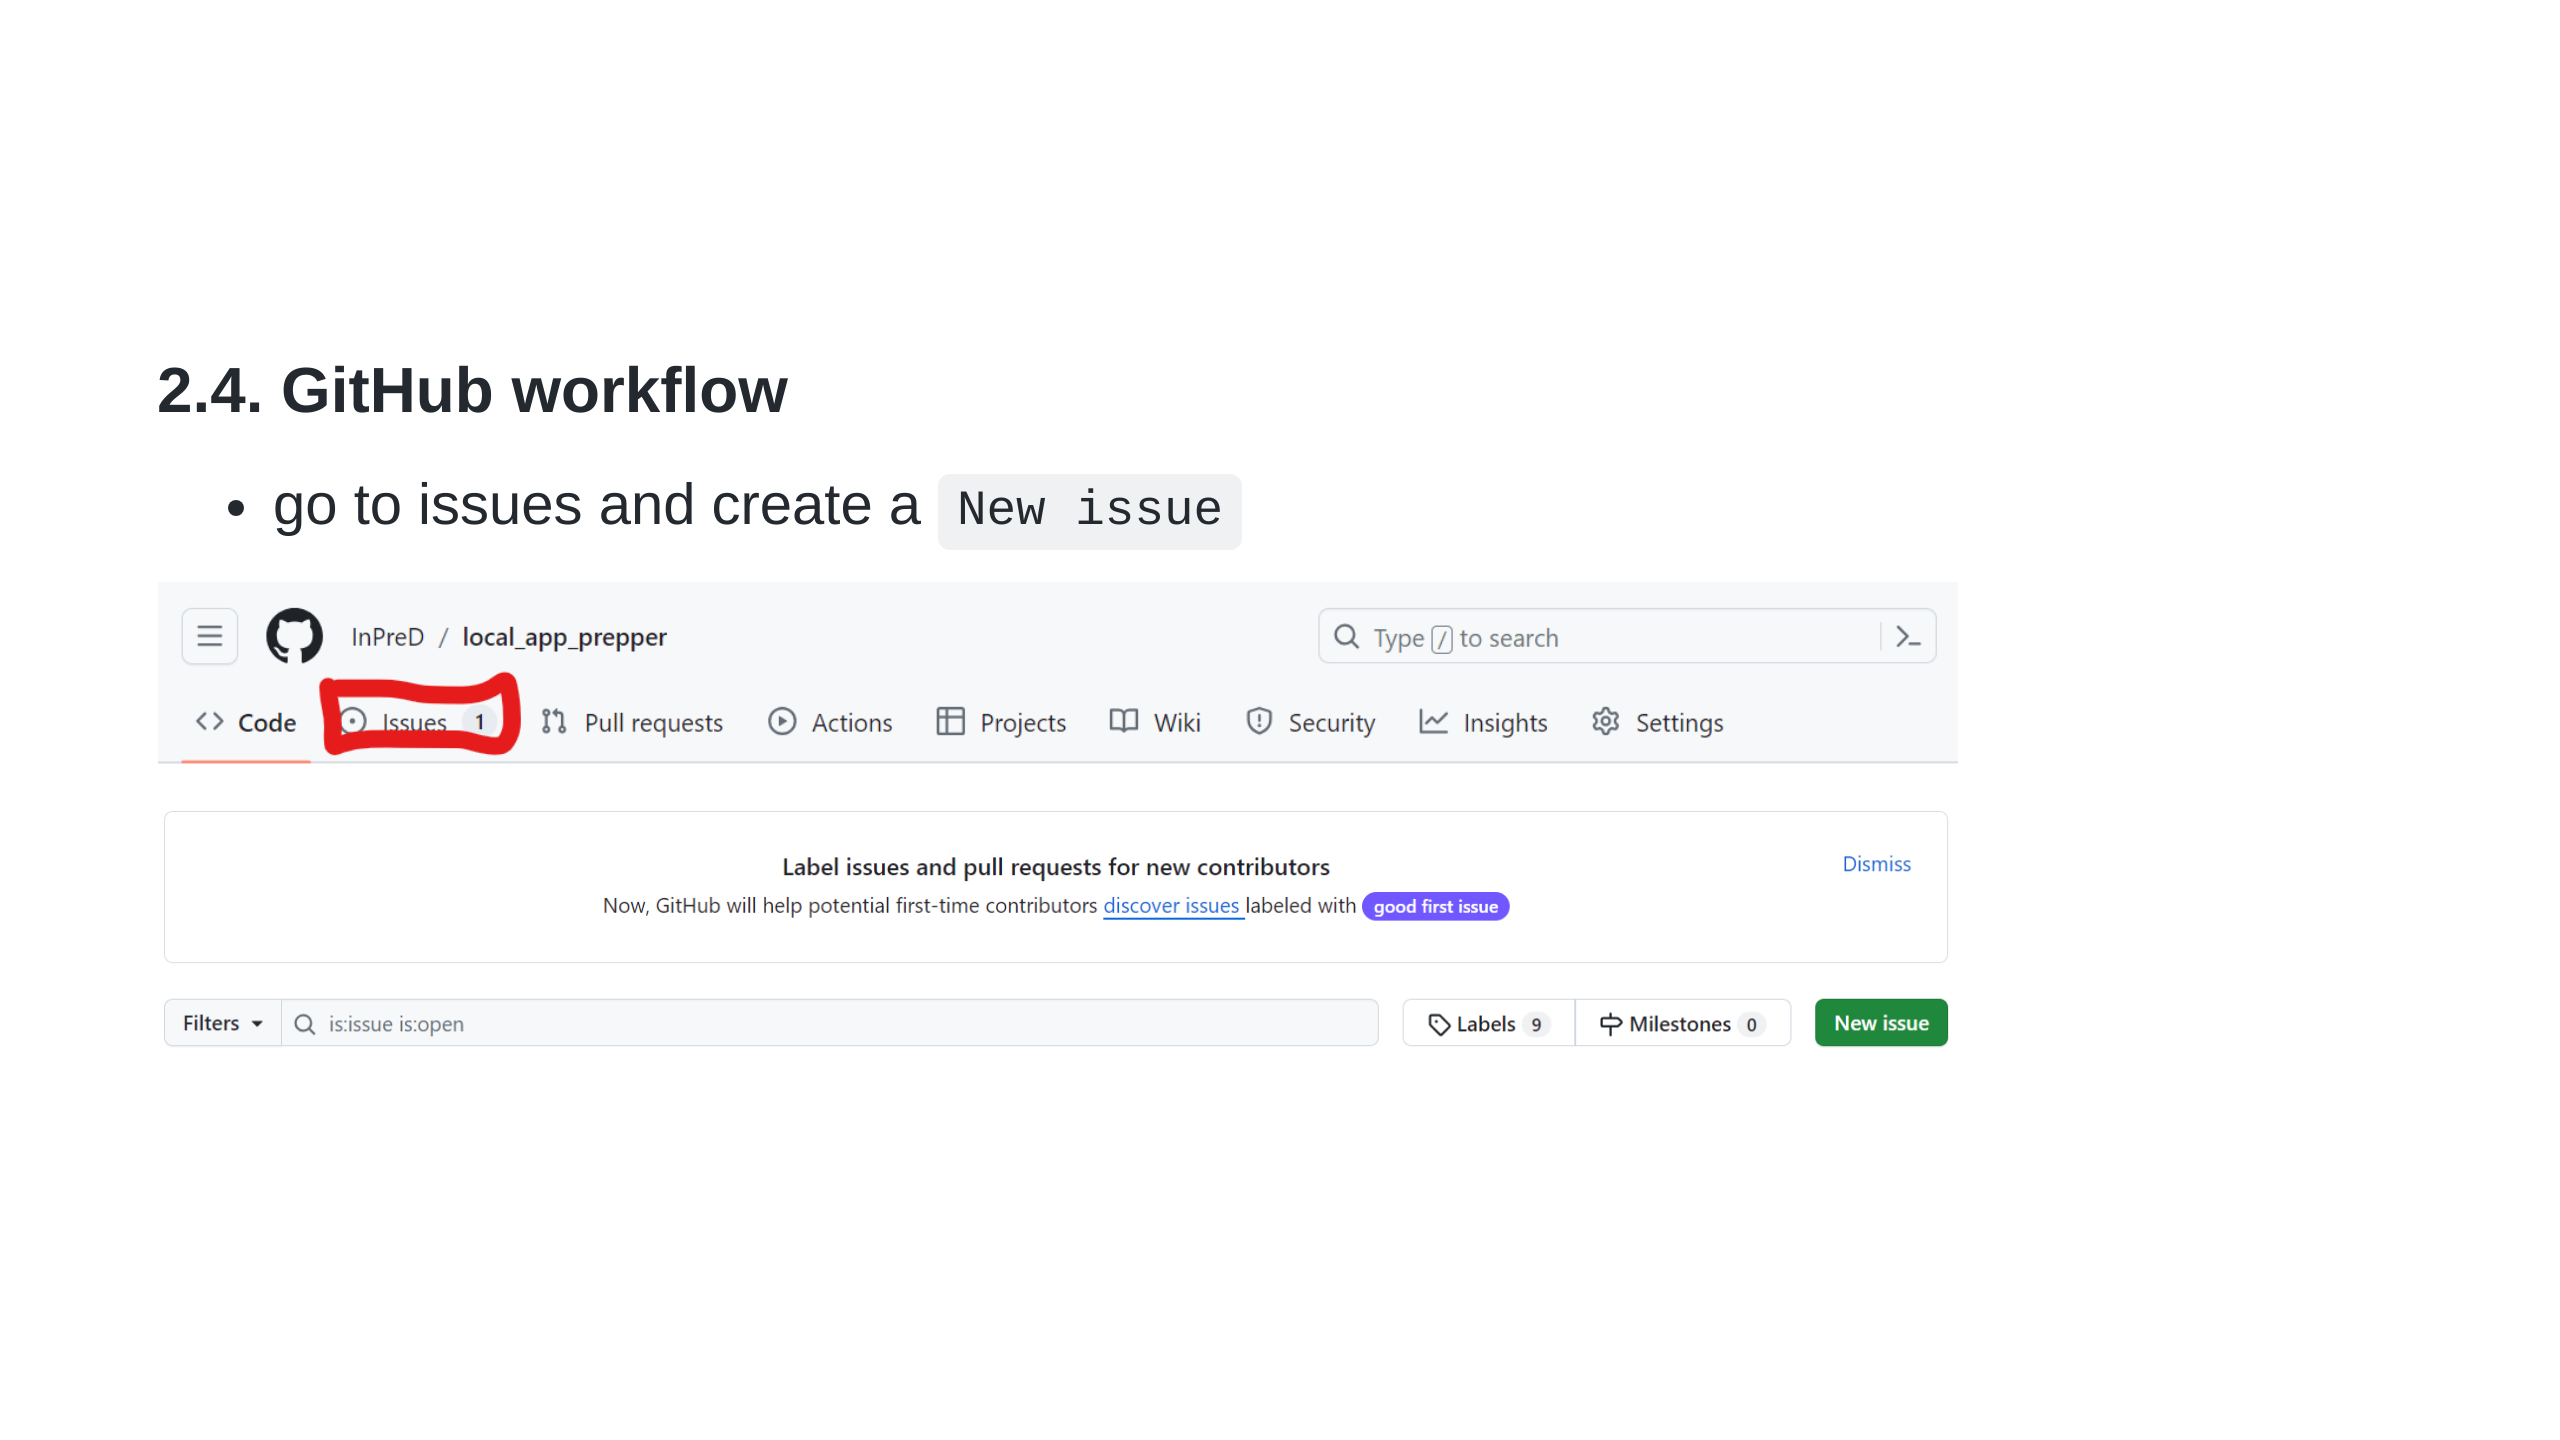 2.4. GitHub workflow
• go to issues and create a New issue
InPreD / local_app_prepper
Type / to search
Code Issues 1 Pull requests Actions Projects Wiki Security Insights Settings
Label issues and pull requests for new contributors
Dismiss
Now, GitHub will help potential first-time contributors discover issues labeled with good first issue
Filters is:issue is:open Labels 9 Milestones 0 New issue